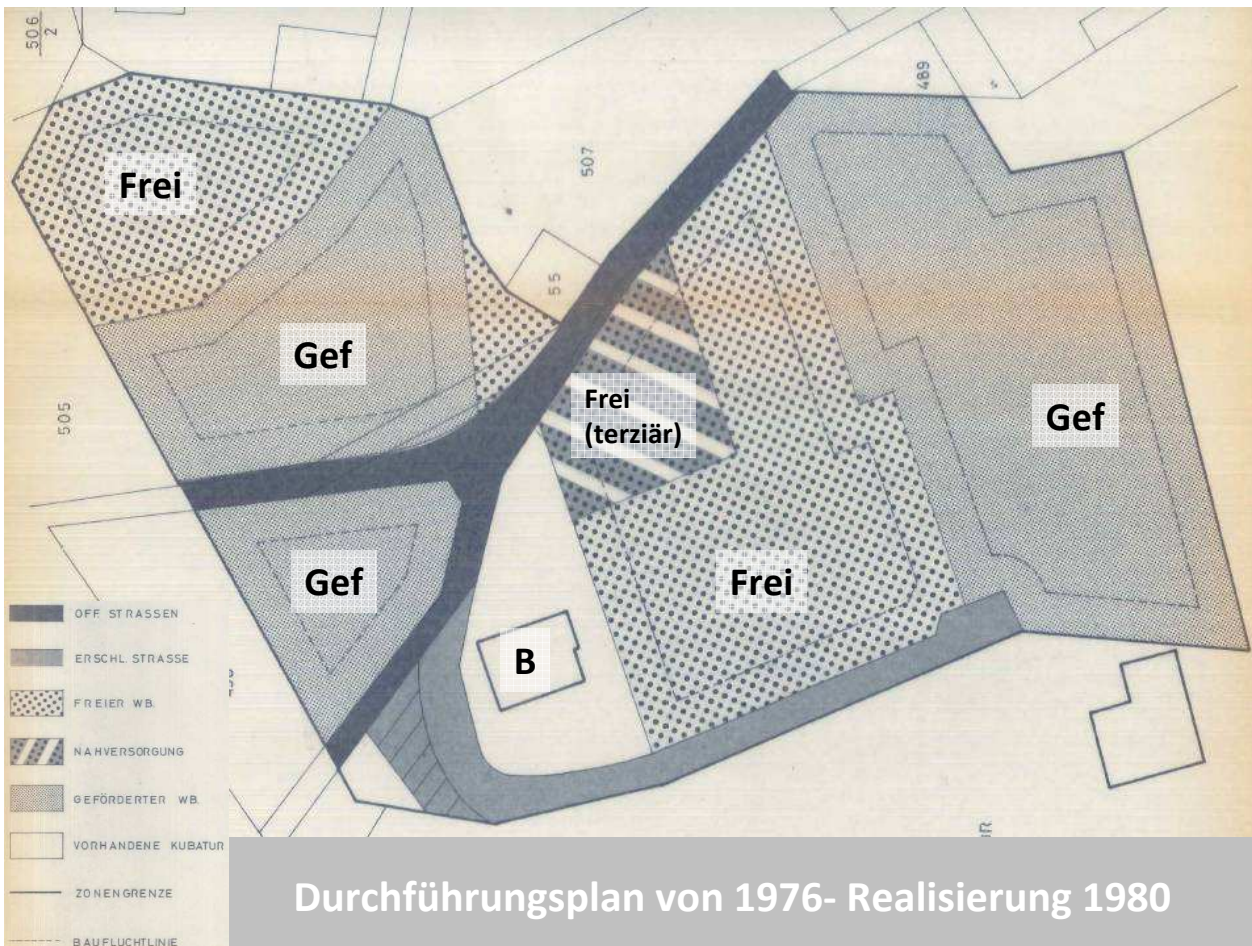 506
2
489
507
Frei
55
Gef
Frei
(terziär)
505
Gef
Gef
Frei
B
OFF. STRASSEN
ERSCHL. STRASSE
FREIER WB.
NAHVERSORGUNG
GEFÖRDERTER WB.
VORHANDENE KUBATUR
ZONENGRENZE
BAUFLUCHTLINIE
Durchführungsplan von 1976- Realisierung 1980